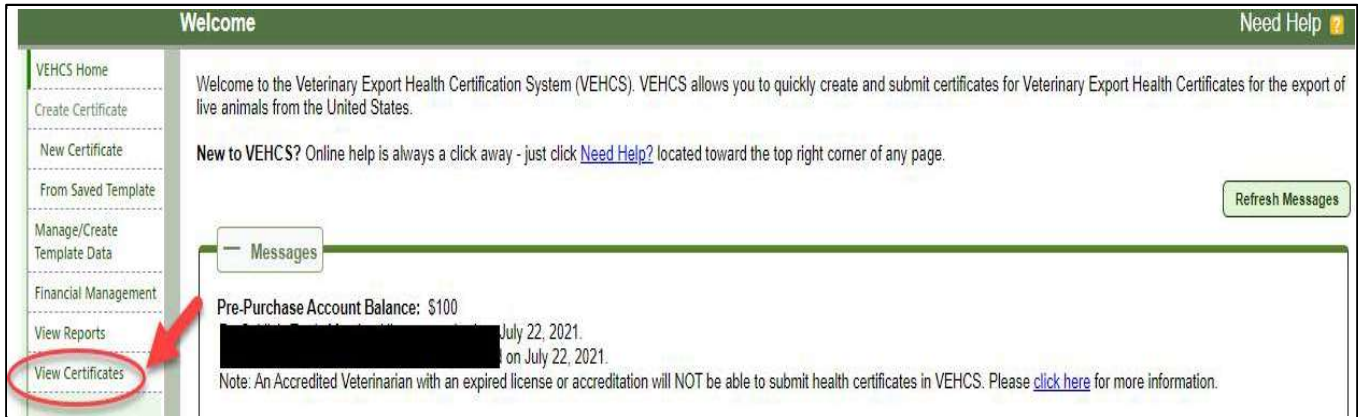 Welcome
Need Help ?
VEHCS Home
Create Certificate
New Certificate
From Saved Template
Manage/Create
Template Data
Financial Management
View Reports
View Certificates
Welcome to the Veterinary Export Health Certification System (VEHCS). VEHCS allows you to quickly create and submit certificates for Veterinary Export Health Certificates for the export of
live animals from the United States.
New to VEHCS? Online help is always a click away - just click Need Help? located toward the top right corner of any page.
Refresh Messages
— Messages
Pre-Purchase Account Balance: $100
July 22, 2021.
on July 22, 2021.
Note: An Accredited Veterinarian with an expired license or accreditation will NOT be able to submit health certificates in VEHCS. Please click here for more information.